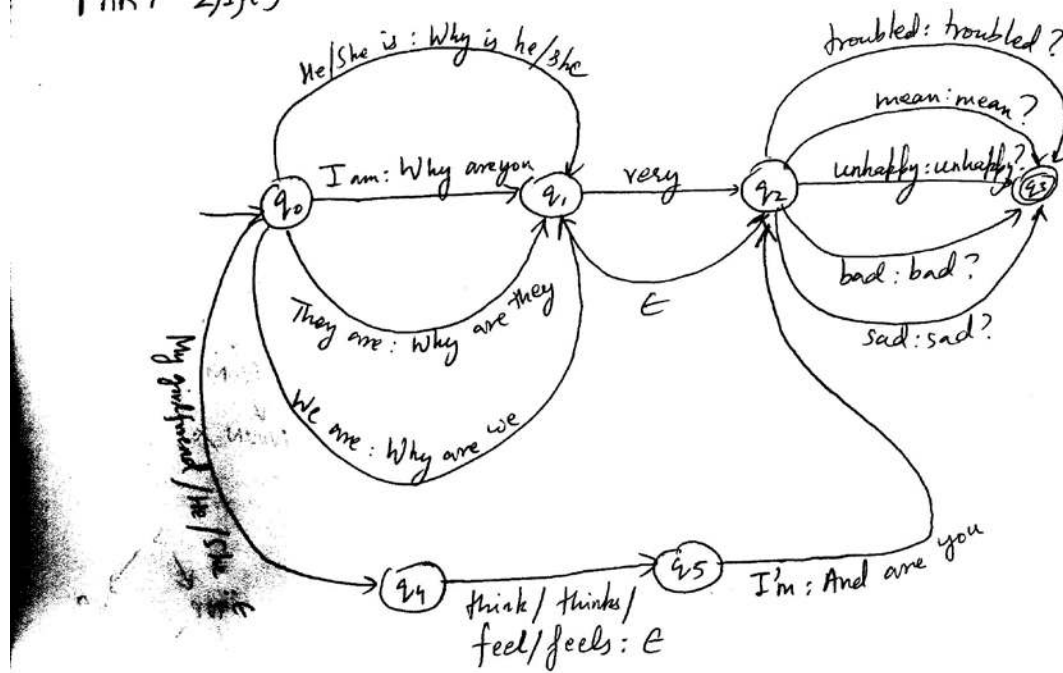 He/She is : Why is he/she
troubled: troubled?
mean: mean?
I am: Why are you
very
unhappy: unhappy?
q0
q1
q2
q3
They are: Why are they
∈
bad: bad?
sad: sad?
We are: Why are we
My girlfriend/He/She : ∈
q4
q5
think/ thinks/
feel/feels: ∈
I'm: And are you